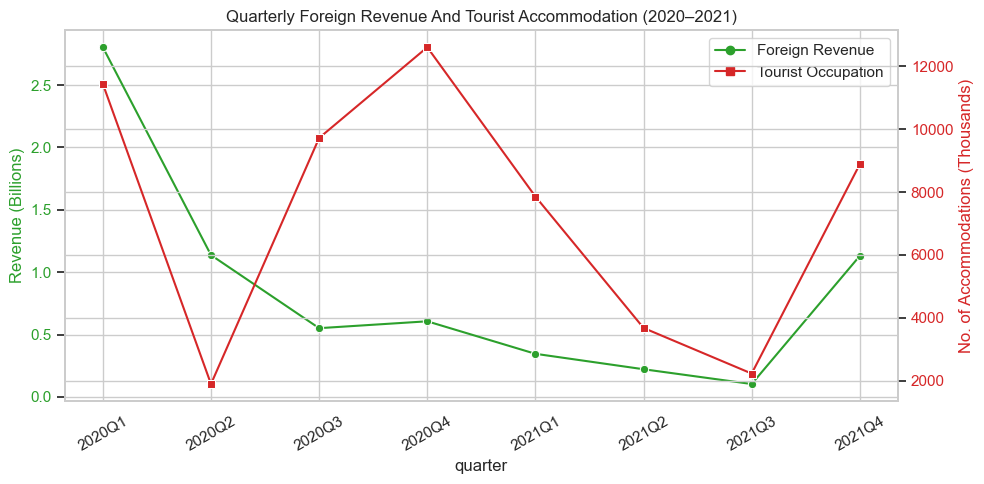 Quarterly Foreign Revenue And Tourist Accommodation (2020–2021)
Foreign Revenue
Tourist Occupation
Revenue (Billions)
2.5
2.0
1.5
1.0
0.5
0.0
No. of Accommodations (Thousands)
12000
10000
8000
6000
4000
2000
2020Q1
2020Q2
2020Q3
2020Q4
2021Q1
2021Q2
2021Q3
2021Q4
quarter